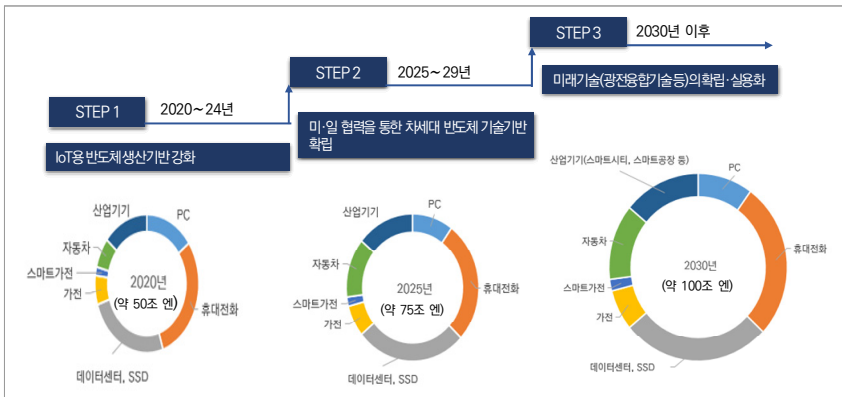 STEP 1
2020~24년
IoT용 반도체 생산기반 강화
STEP 2
2025~29년
미·일 협력을 통한 차세대 반도체 기술기반
확립
STEP 3
2030년 이후
미래기술(광전융합기술 등)의 확립·실용화
산업기기
PC
자동차
스마트가전
가전
2020년
(약 50조 엔)
휴대전화
데이터센터, SSD
산업기기
PC
자동차
스마트가전
가전
2025년
(약 75조 엔)
휴대전화
데이터센터, SSD
산업기기(스마트시티, 스마트공장 등)
PC
자동차
스마트가전
가전
2030년
(약 100조 엔)
휴대전화
데이터센터, SSD